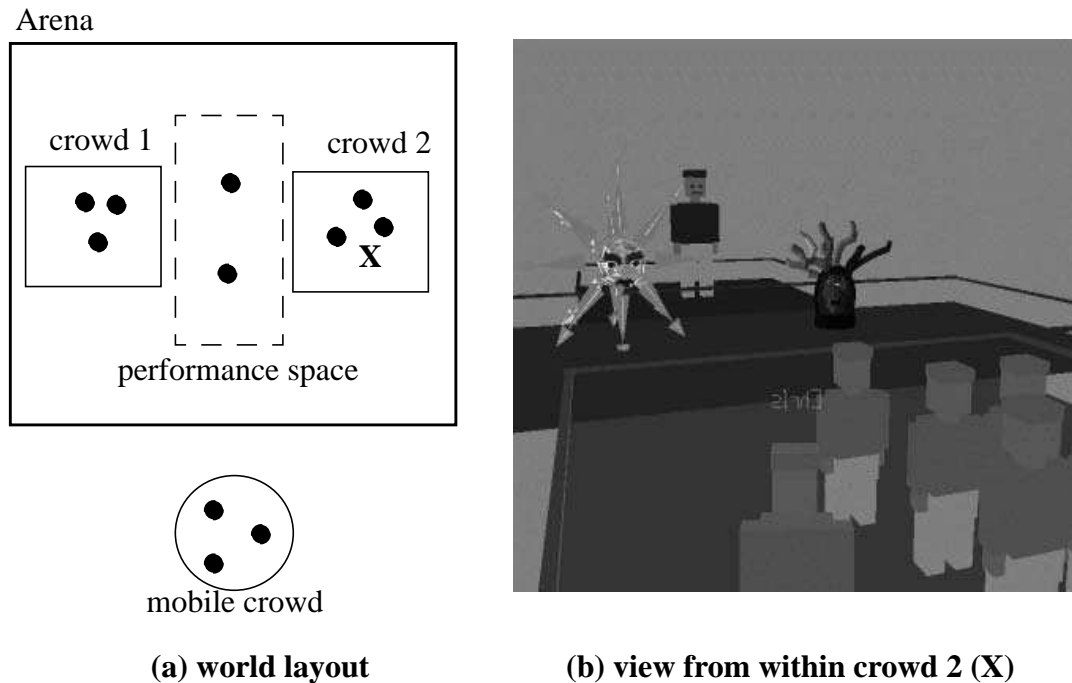 Arena
crowd 1
crowd 2
X
performance space
mobile crowd
(a) world layout
(b) view from within crowd 2 (X)